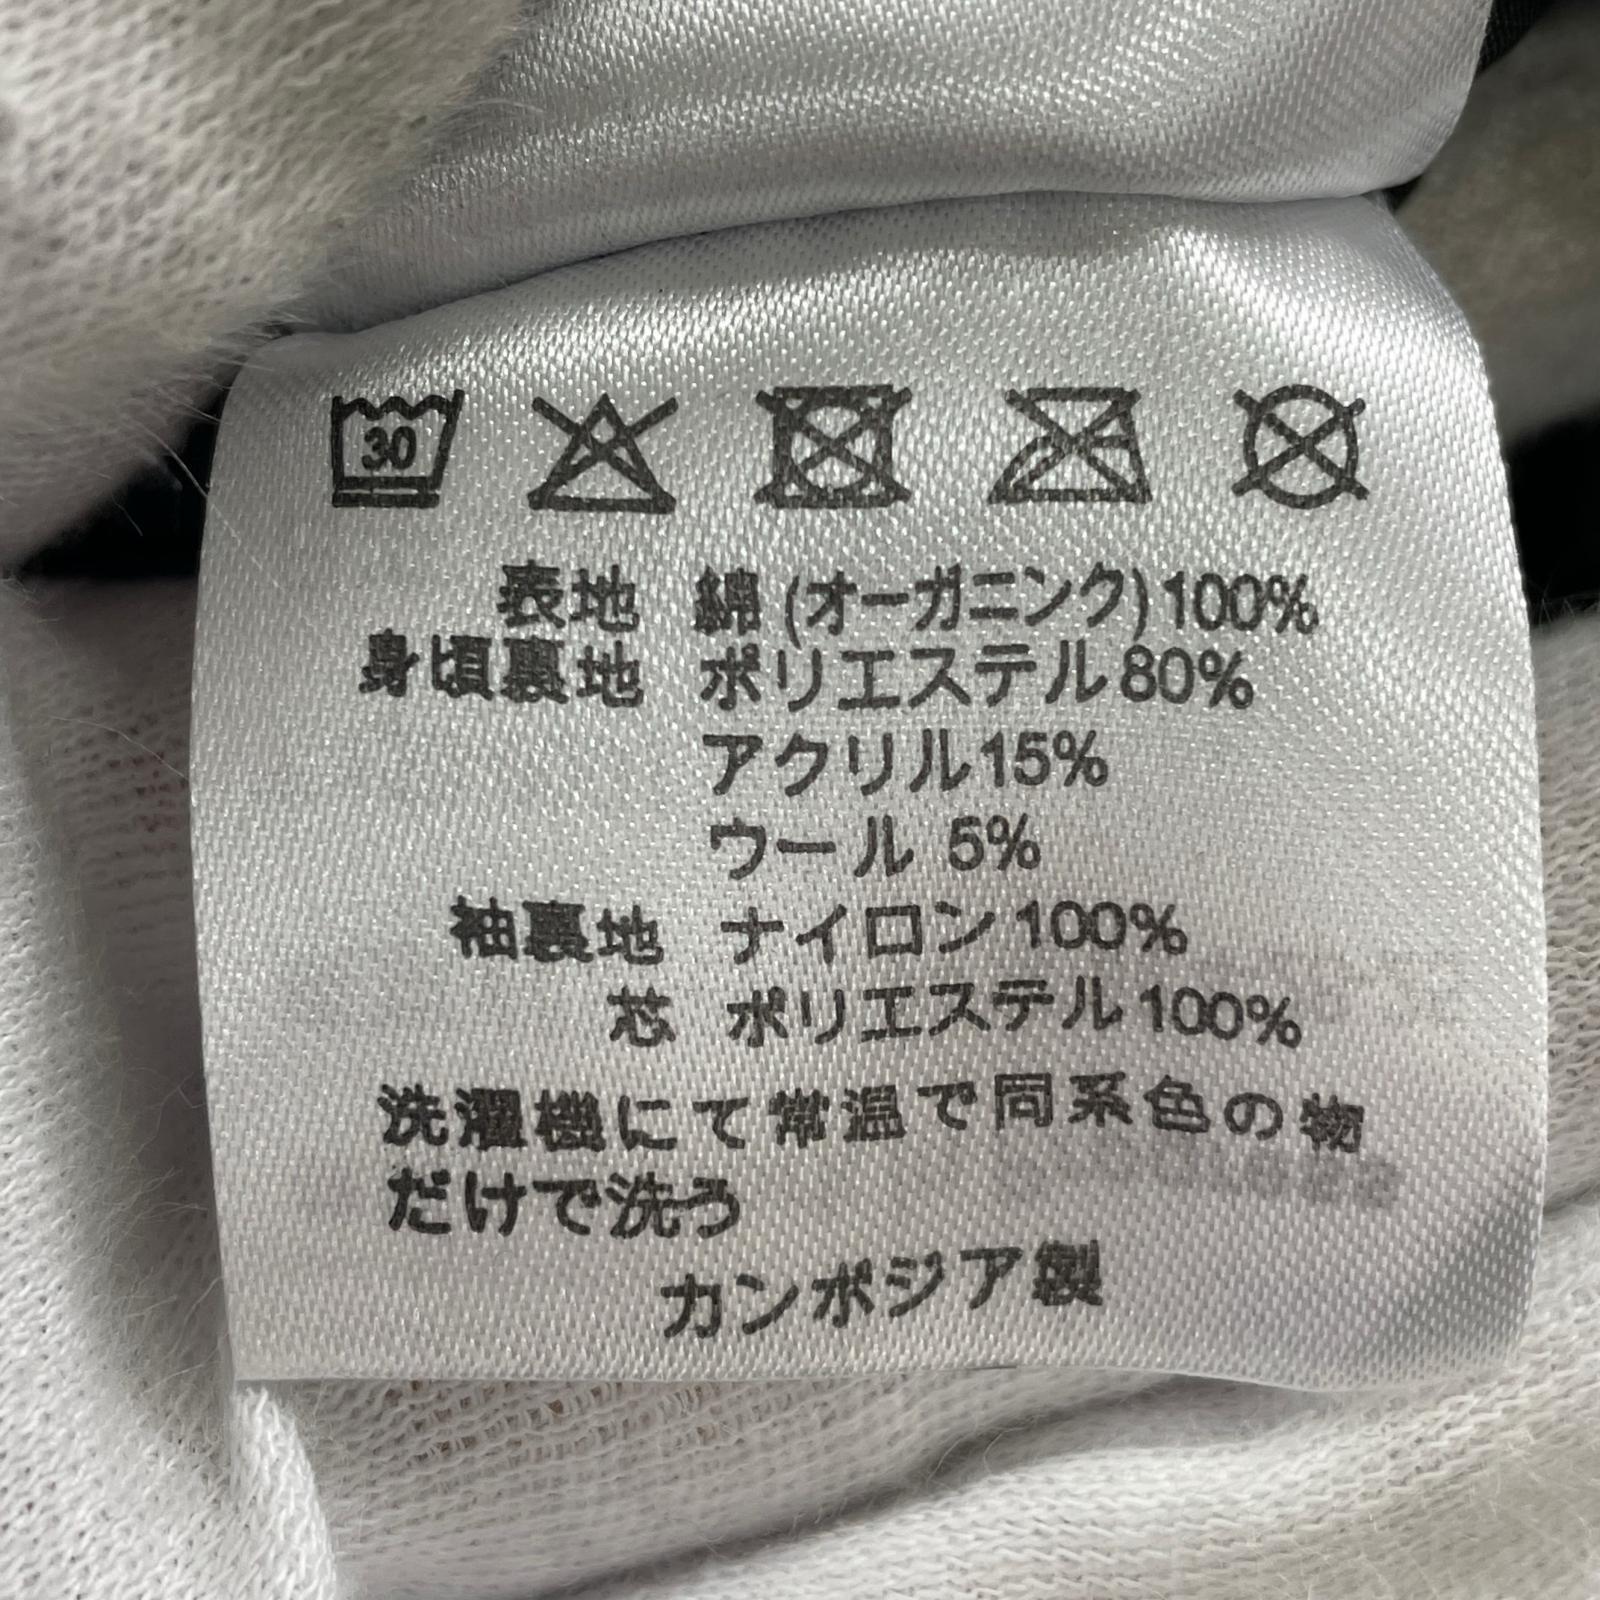 30
表地 綿 (オーガニンク)100%
身頃裏地 ポリエステル80%
アクリル15%
ウール 5%
袖裏地 ナイロン100%
芯 ポリエステル100%
洗濯機にて常温で同系色の物
だけで洗う
カンボジア製